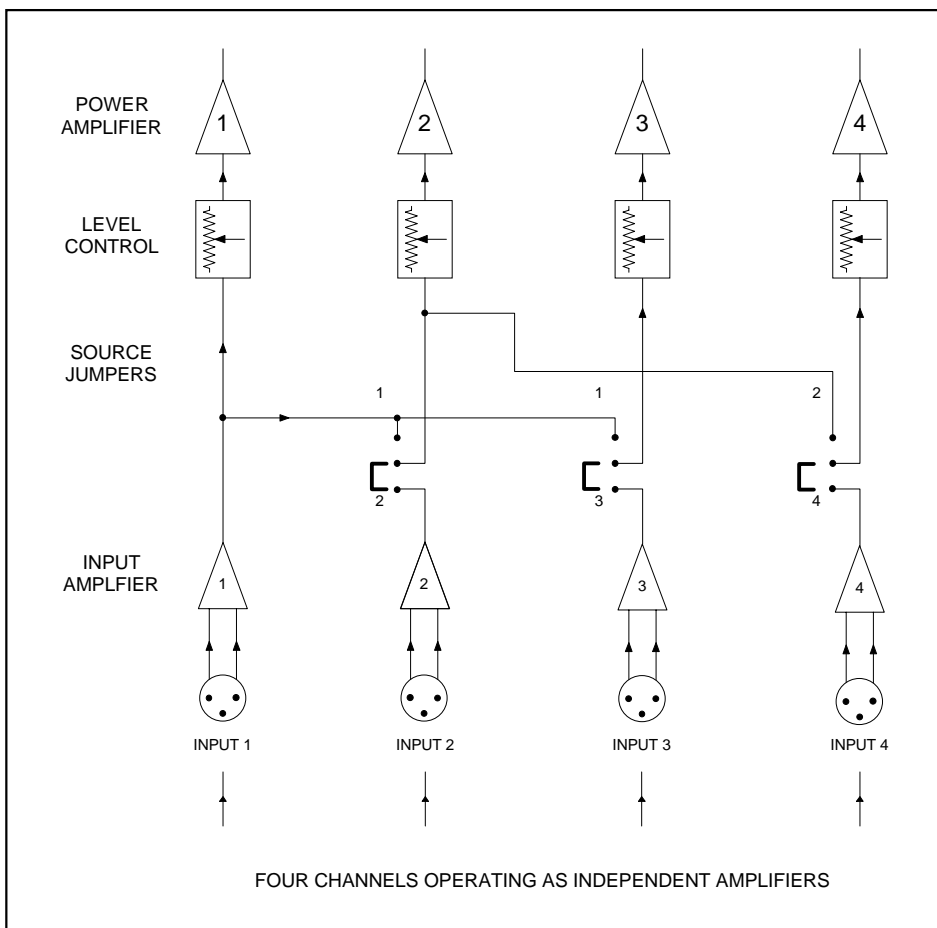 POWER
AMPLIFIER
1
2
3
4
LEVEL
CONTROL
SOURCE
JUMPERS
1
1
2
2
3
4
INPUT
AMPLFIER
1
2
3
4
INPUT 1
INPUT 2
INPUT 3
INPUT 4
FOUR CHANNELS OPERATING AS INDEPENDENT AMPLIFIERS